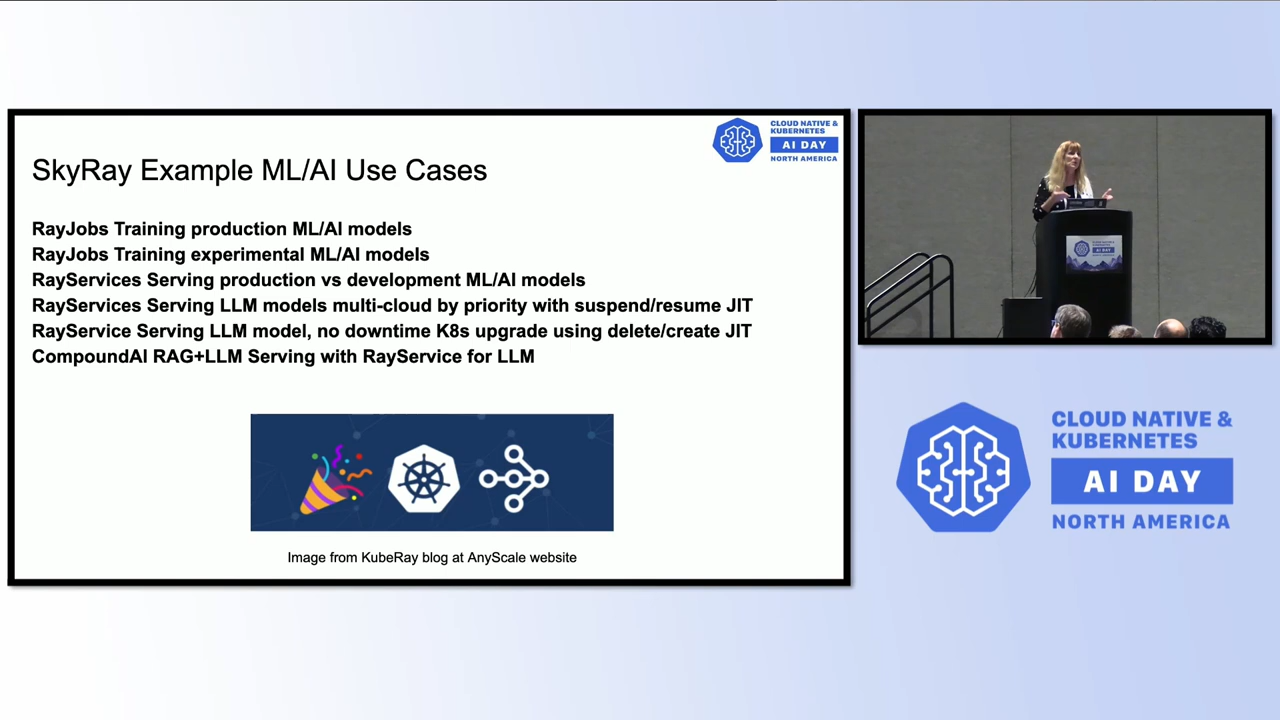 SkyRay Example ML/AI Use Cases
CLOUD NATIVE &
KUBERNETES
AI DAY
NORTH AMERICA
RayJobs Training production ML/AI models
RayJobs Training experimental ML/AI models
RayServices Serving production vs development ML/AI models
RayServices Serving LLM models multi-cloud by priority with suspend/resume JIT
RayService Serving LLM model, no downtime K8s upgrade using delete/create JIT
CompoundAI RAG+LLM Serving with RayService for LLM
Image from KubeRay blog at AnyScale website
AI DAY
CLOUD NATIVE &
KUBERNETES
AI DAY
NORTH AMERICA